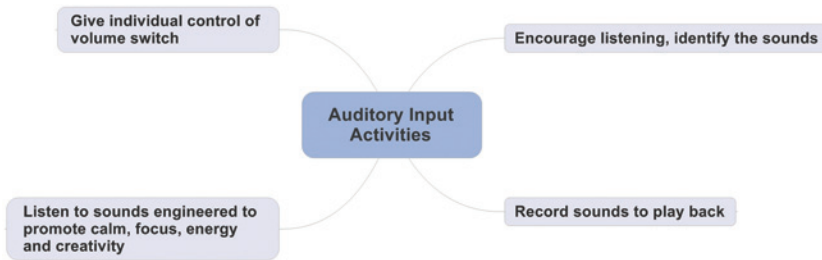 Give individual control of
volume switch
Encourage listening, identify the sounds
Auditory Input
Activities
Listen to sounds engineered to
promote calm, focus, energy
and creativity
Record sounds to play back